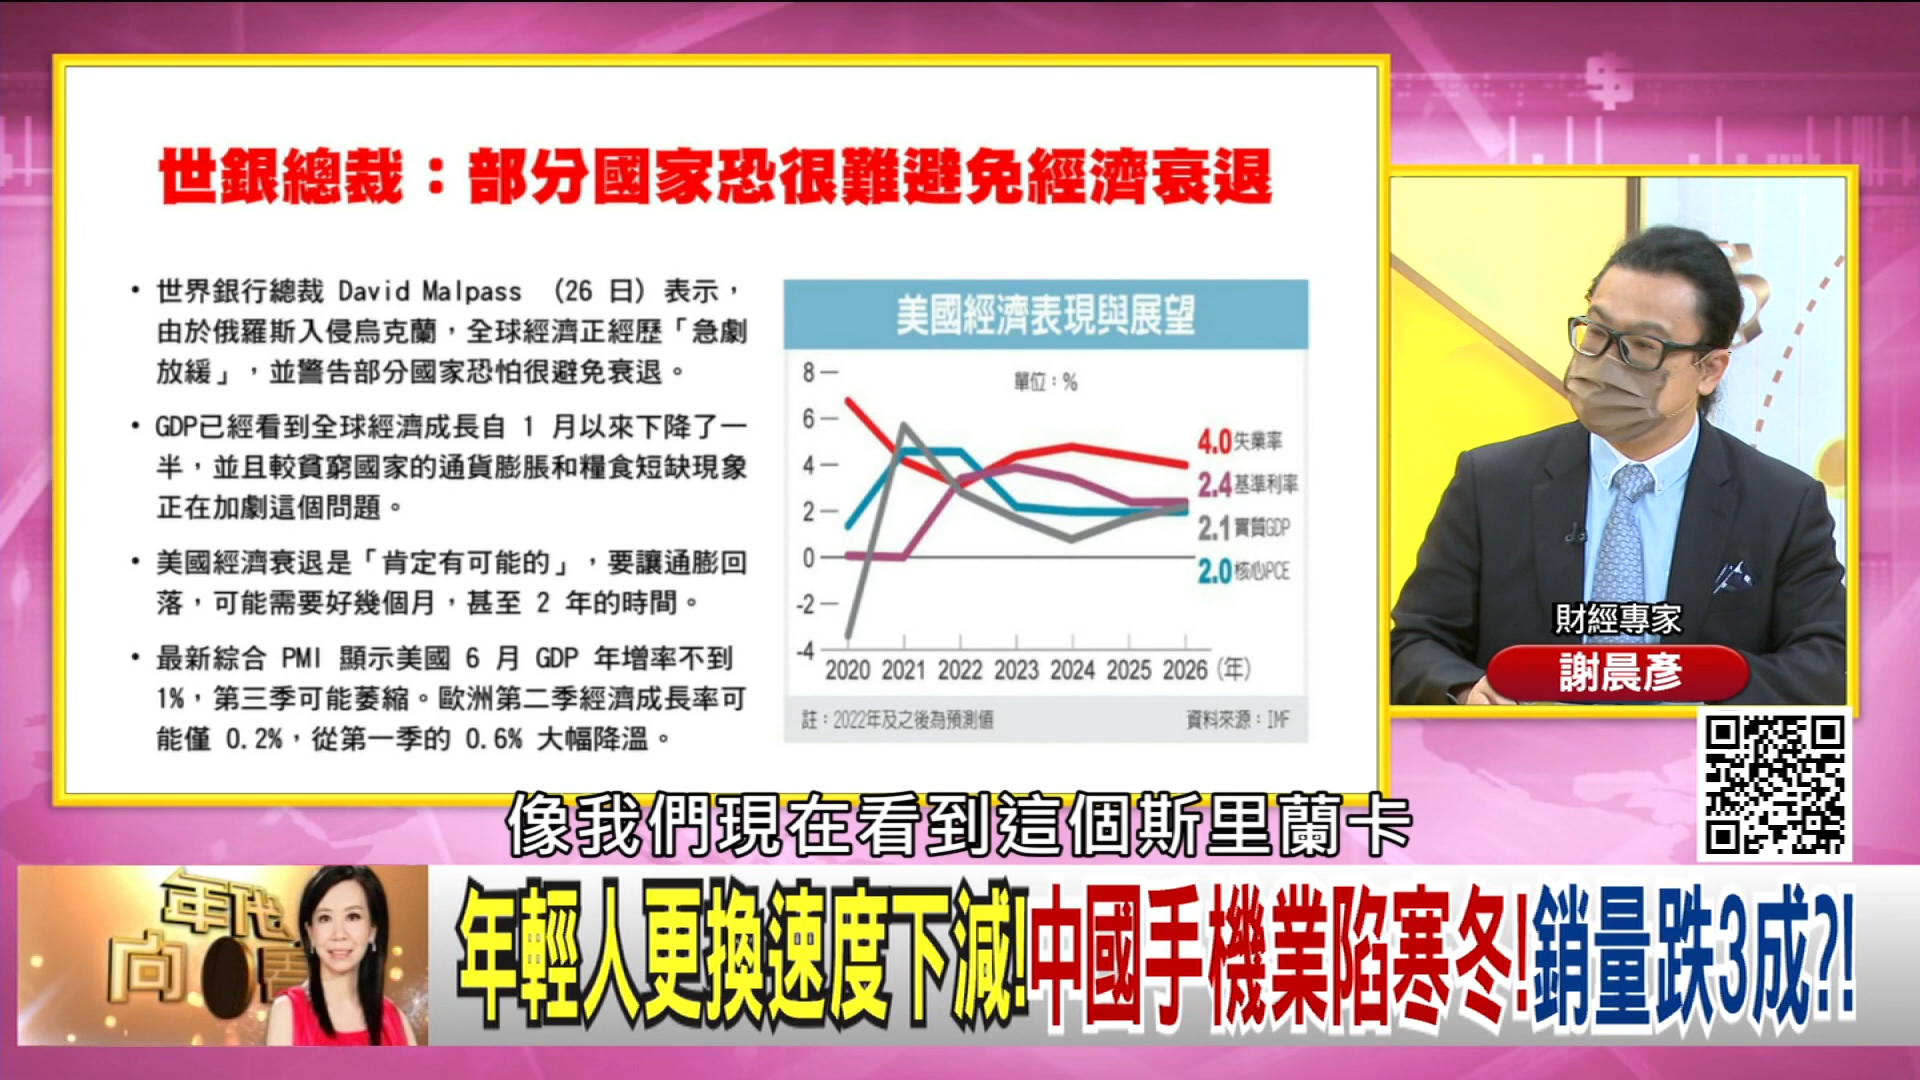 世銀總裁：部分國家恐很難避免經濟衰退
• 世界銀行總裁 David Malpass （26 日）表示，
由於俄羅斯入侵烏克蘭，全球經濟正經歷「急劇
放緩」，並警告部分國家恐怕很避免衰退。
• GDP已經看到全球經濟成長自 1 月以來下降了一
半，並且較貧窮國家的通貨膨脹和糧食短缺現象
正在加劇這個問題。
• 美國經濟衰退是「肯定有可能的」，要讓通膨回
落，可能需要好幾個月，甚至 2 年的時間。
• 最新綜合 PMI 顯示美國 6 月 GDP 年增率不到
1%，第三季可能萎縮。歐洲第二季經濟成長率可
能僅 0.2%，從第一季的 0.6% 大幅降溫。
美國經濟表現與展望
單位：%
8
6
4
2
0
-2
-4
4.0失業率
2.4基準利率
2.1實質GDP
2.0核心PCE
2020 2021 2022 2023 2024 2025 2026 (年)
註：2022年及之後為預測值 資料來源：IMF
財經專家
謝晨彥
像我們現在看到這個斯里蘭卡
年代
向
年輕人更換速度下減!中國手機業陷寒冬!銷量跌3成?!